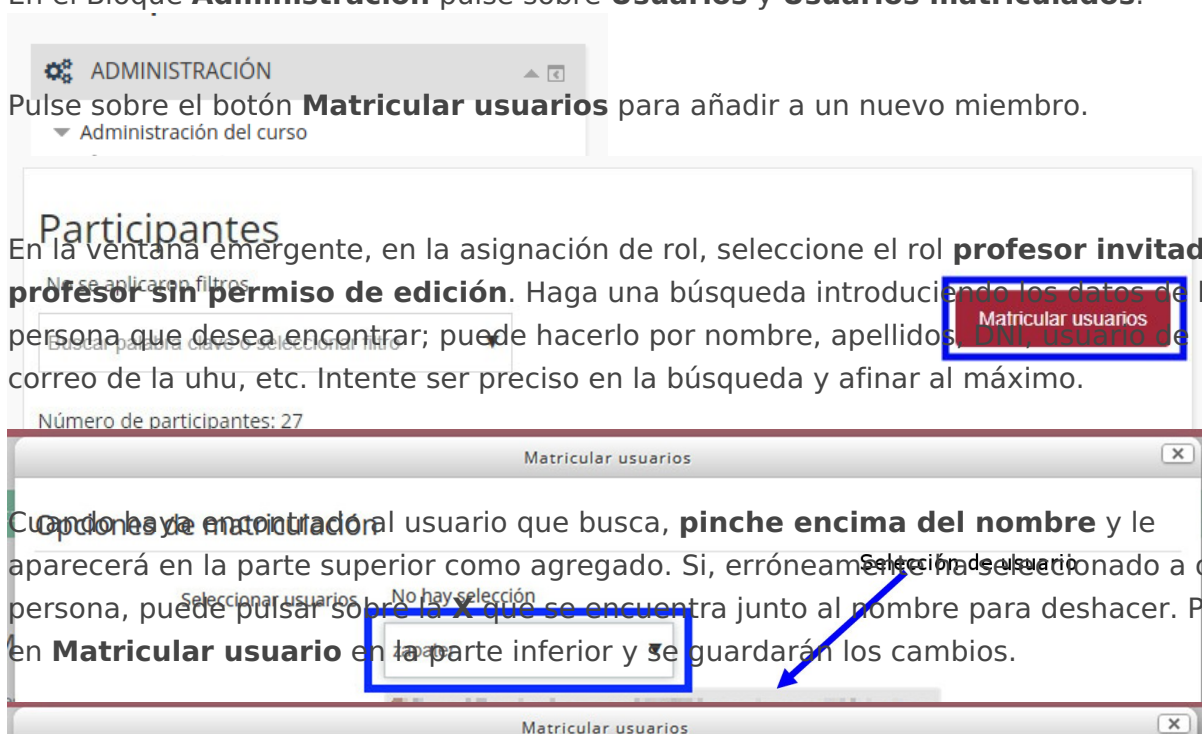 En el Bloque Administración pulse sobre Usuarios y Usuarios matriculados.
ADMINISTRACIÓN
Pulse sobre el botón Matricular usuarios para añadir a un nuevo miembro.
Administración del curso
Participantes
En la ventana emergente, en la asignación de rol, seleccione el rol profesor invitad
No se aplicaron filtros
profesor sin permiso de edición. Haga una búsqueda introduciendo los datos de l
Matricular usuarios
Buscar palabra clave o seleccionar filtro
persona que desea encontrar; puede hacerlo por nombre, apellidos, DNI, usuario de
correo de la uhu, etc. Intente ser preciso en la búsqueda y afinar al máximo.
Número de participantes: 27
Matricular usuarios
Opciones de matriculación
Cuando haya encontrado al usuario que busca, pinche encima del nombre y le
Selección de usuario
aparecerá en la parte superior como agregado. Si, erróneamente ha seleccionado a
Seleccionar usuarios No hay selección
persona, puede pulsar sobre la X que se encuentra junto al nombre para deshacer. P
zapater
en Matricular usuario en la parte inferior y se guardarán los cambios.
Matricular usuarios